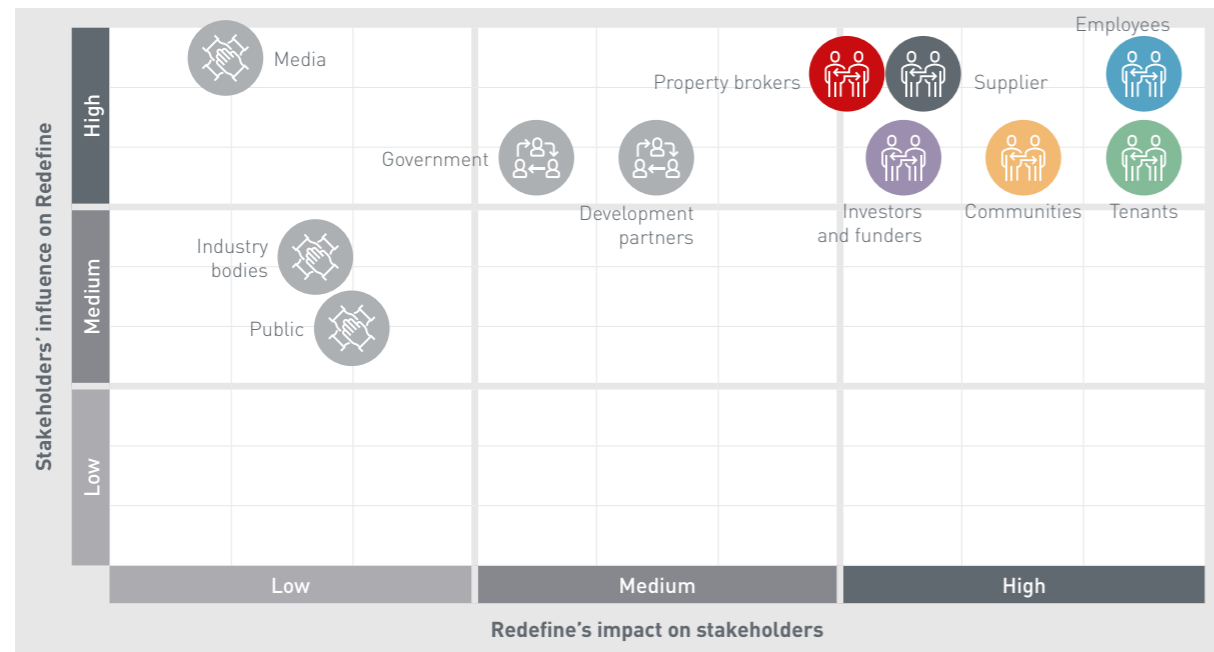 Employees
Media
Property brokers
Supplier
High
Government
Development
partners
Investors
and funders
Communities
Tenants
Stakeholders’ influence on Redefine
Industry
bodies
Medium
Public
Low
Low
Medium
High
Redefine’s impact on stakeholders